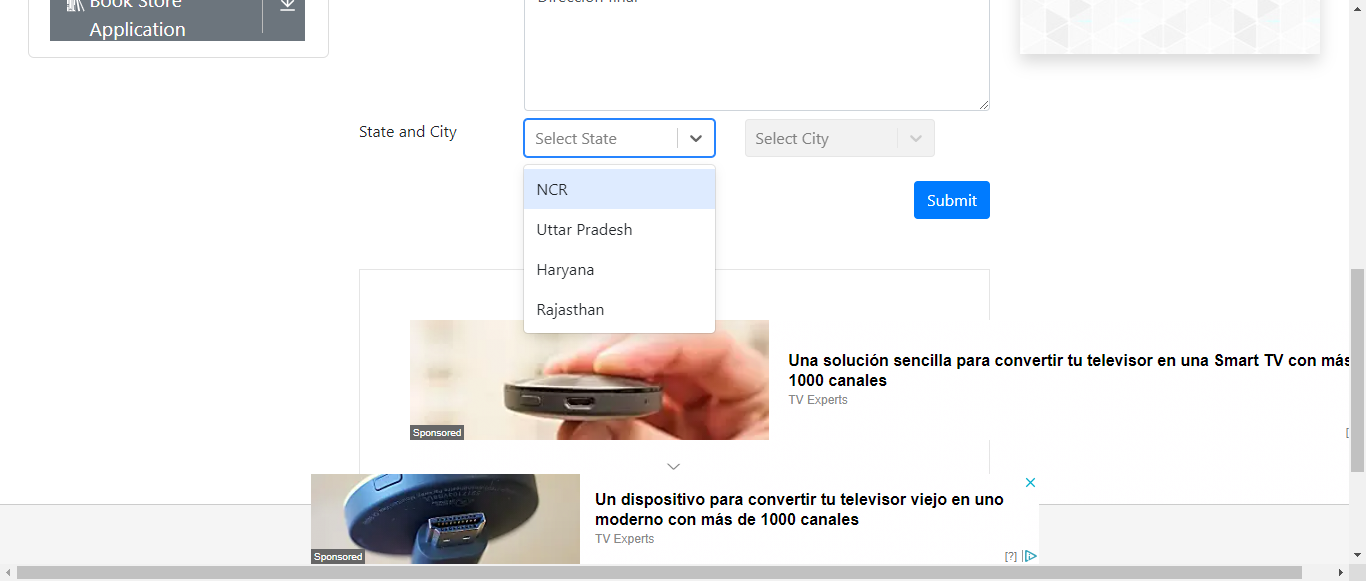 Book Store
Application
Dirección final
State and City
Select State
Select City
NCR
Submit
Uttar Pradesh
Haryana
Rajasthan
Una solución sencilla para convertir tu televisor en una Smart TV con más
1000 canales
TV Experts
Sponsored
Un dispositivo para convertir tu televisor viejo en uno
moderno con más de 1000 canales
TV Experts
Sponsored
[?]